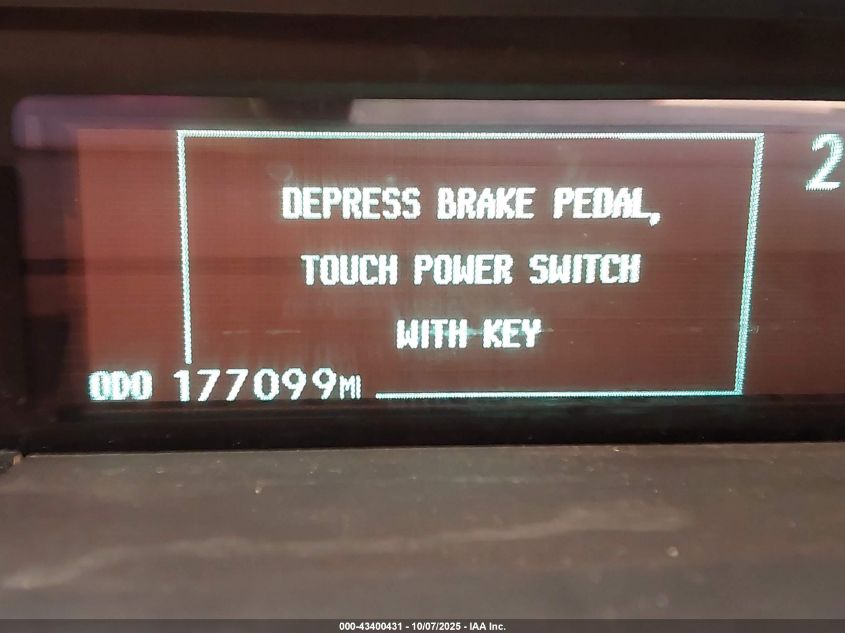 DEPRESS BRAKE PEDAL,
TOUCH POWER SWITCH
WITH KEY
ODO 177099MI
2
000-43400431 - 10/07/2025 - IAA Inc.